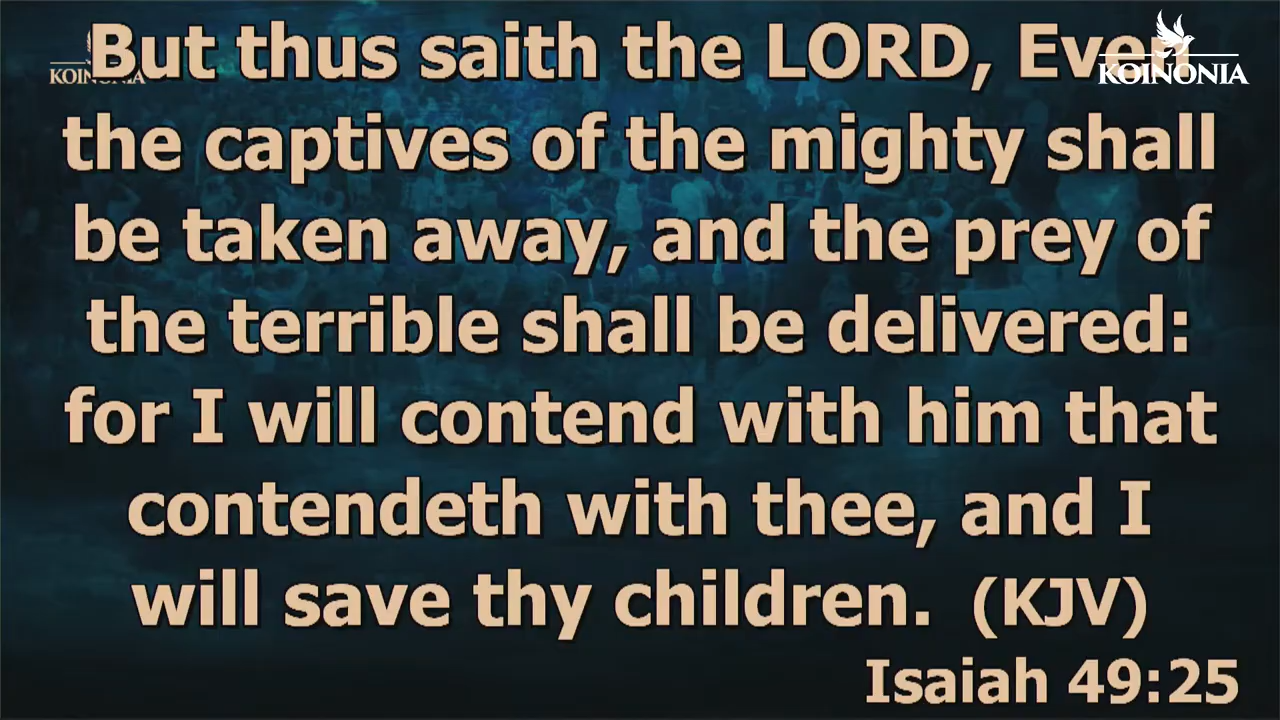 But thus saith the LORD, Even
the captives of the mighty shall
be taken away, and the prey of
the terrible shall be delivered:
for I will contend with him that
contendeth with thee, and I
will save thy children. (KJV)
Isaiah 49:25
KOINONIA
KOINONIA